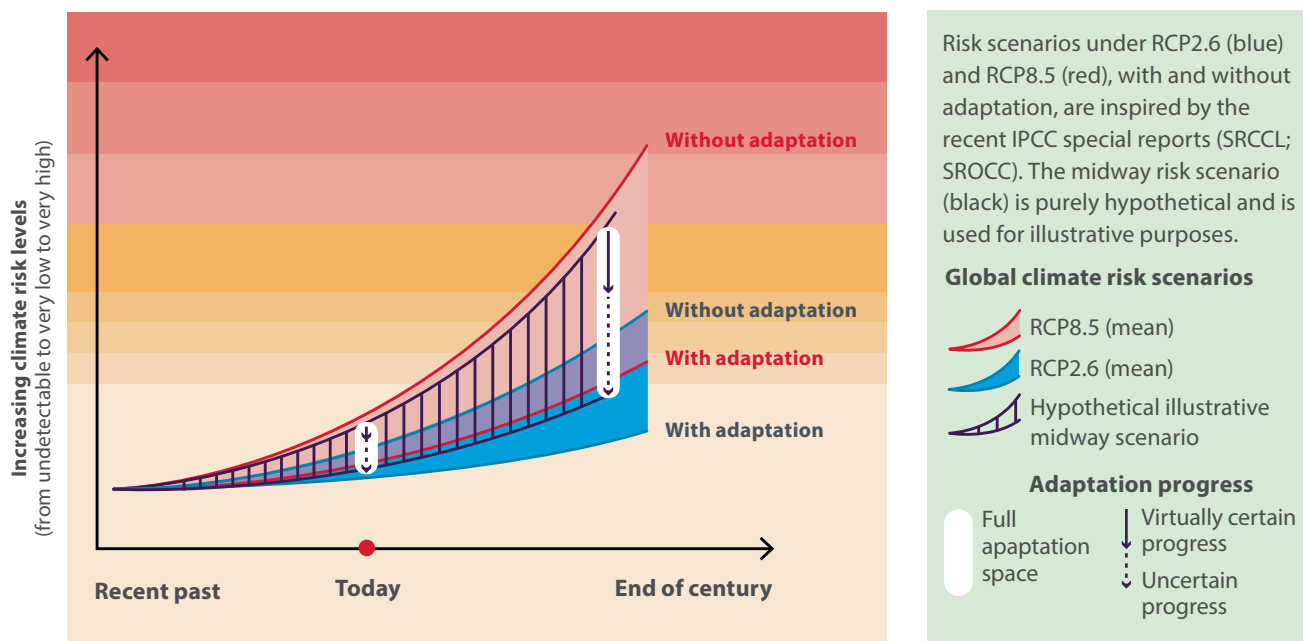 Increasing climate risk levels
(from undetectable to very low to very high)
Without adaptation
Without adaptation
With adaptation
With adaptation
Recent past
Today
End of century
Risk scenarios under RCP2.6 (blue)
and RCP8.5 (red), with and without
adaptation, are inspired by the
recent IPCC special reports (SRCCL;
SROCC). The midway risk scenario
(black) is purely hypothetical and is
used for illustrative purposes.
Global climate risk scenarios
RCP8.5 (mean)
RCP2.6 (mean)
Hypothetical illustrative
midway scenario
Adaptation progress
Full
apaptation
space
Virtually certain
progress
Uncertain
progress